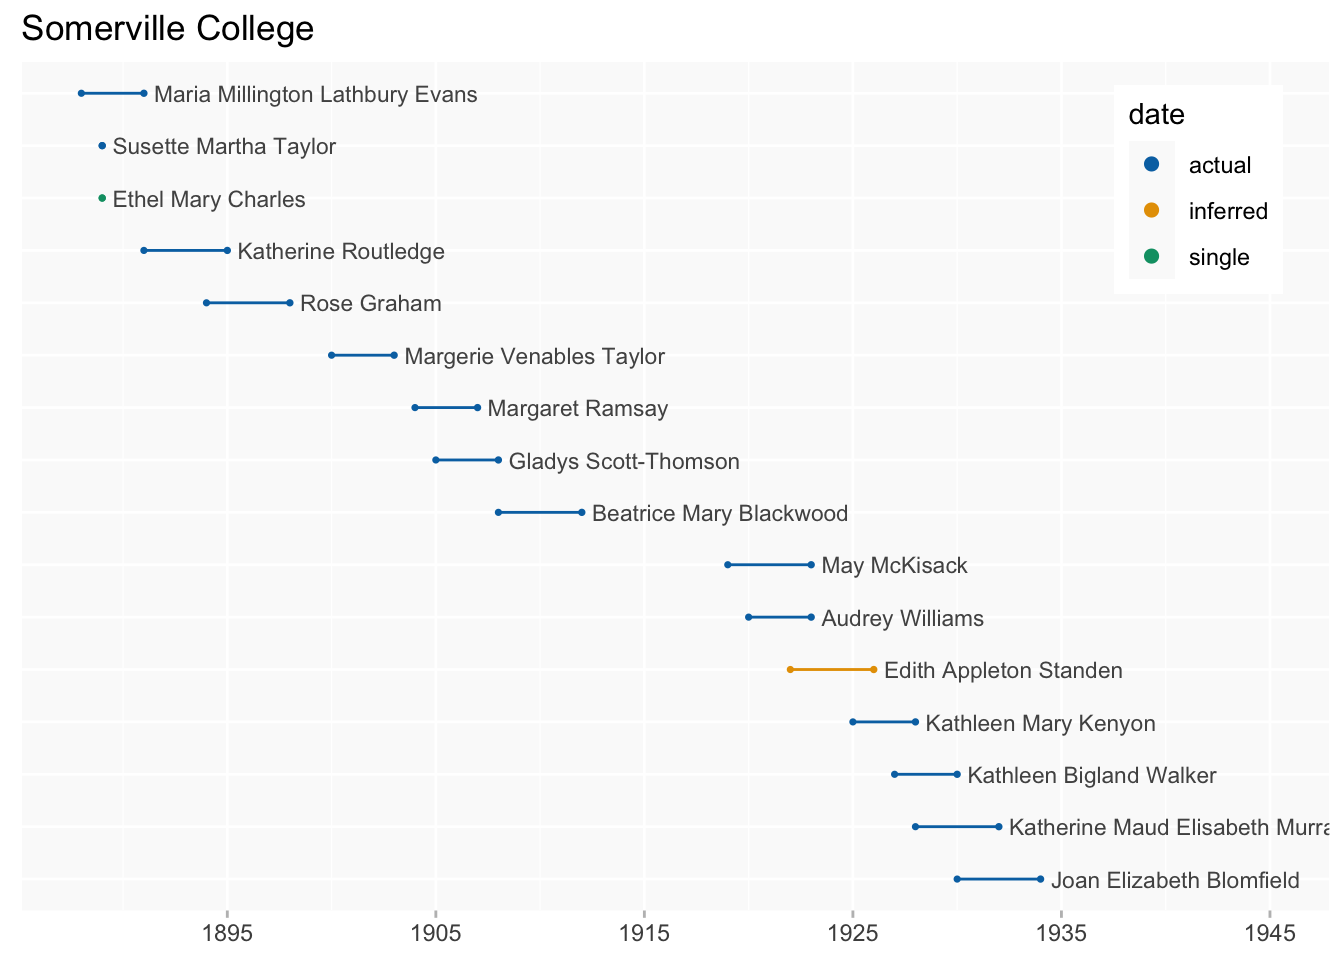 Somerville College
Maria Millington Lathbury Evans
date
Susette Martha Taylor
actual
Ethel Mary Charles
inferred
Katherine Routledge
single
Rose Graham
Margerie Venables Taylor
Margaret Ramsay
Gladys Scott-Thomson
Beatrice Mary Blackwood
May McKisack
Audrey Williams
Edith Appleton Standen
Kathleen Mary Kenyon
Kathleen Bigland Walker
Katherine Maud Elisabeth Murra
Joan Elizabeth Blomfield
1895 1905 1915 1925 1935 1945